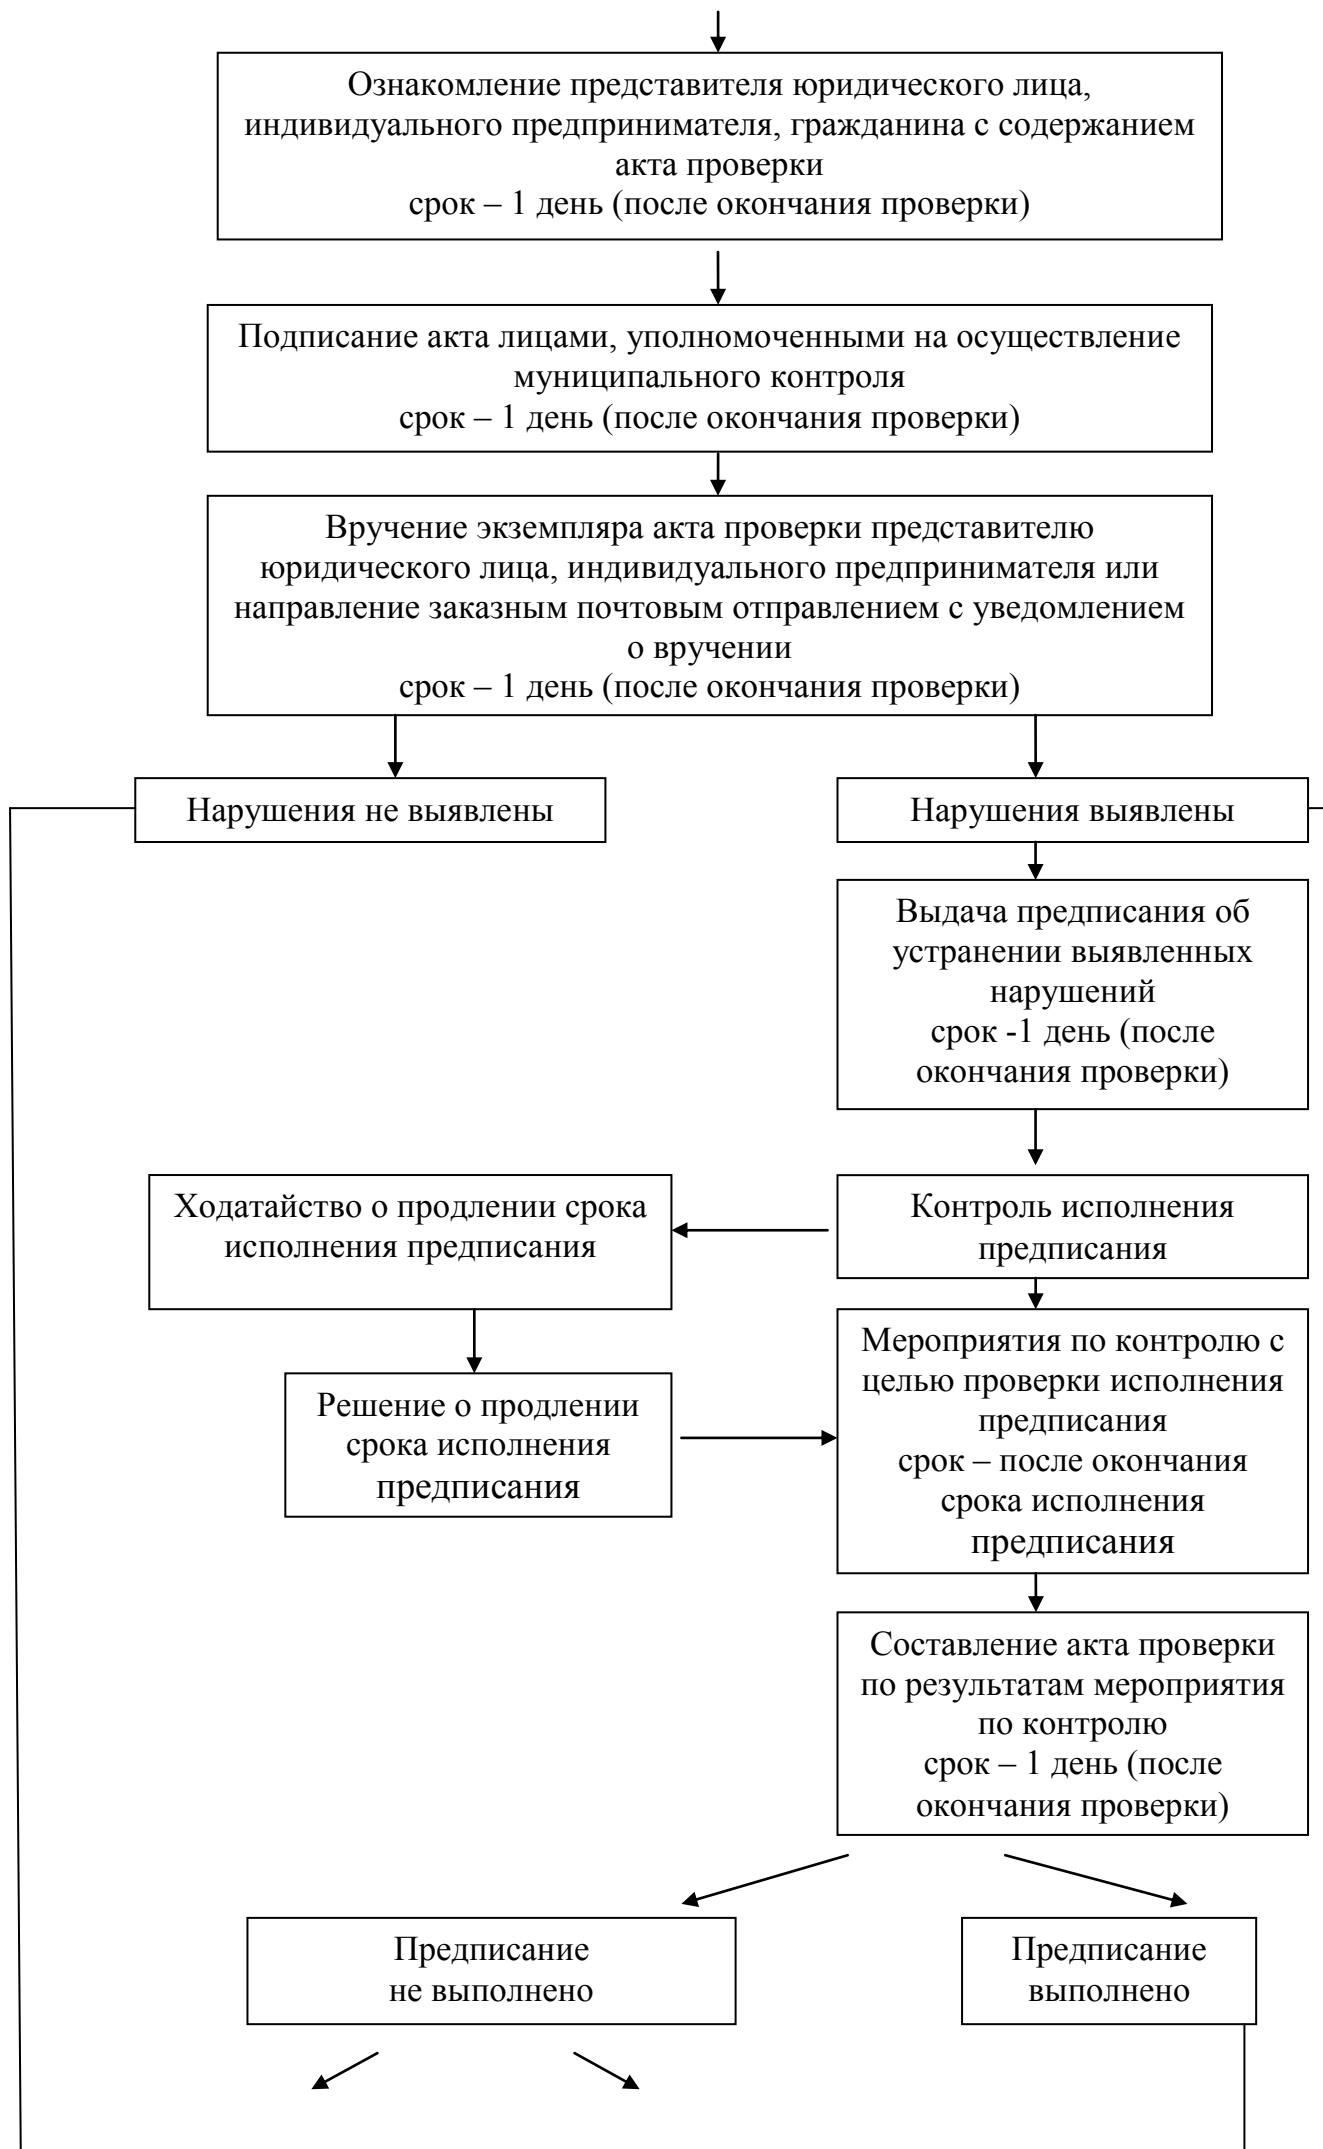 Ознакомление представителя юридического лица,
индивидуального предпринимателя, гражданина с содержанием
акта проверки
срок – 1 день (после окончания проверки)
Подписание акта лицами, уполномоченными на осуществление
муниципального контроля
срок – 1 день (после окончания проверки)
Вручение экземпляра акта проверки представителю
юридического лица, индивидуального предпринимателя или
направление заказным почтовым отправлением с уведомлением
о вручении
срок – 1 день (после окончания проверки)
Нарушения не выявлены
Нарушения выявлены
Выдача предписания об
устранении выявленных
нарушений
срок -1 день (после
окончания проверки)
Ходатайство о продлении срока
исполнения предписания
Контроль исполнения
предписания
Решение о продлении
срока исполнения
предписания
Мероприятия по контролю с
целью проверки исполнения
предписания
срок – после окончания
срока исполнения
предписания
Составление акта проверки
по результатам мероприятия
по контролю
срок – 1 день (после
окончания проверки)
Предписание
не выполнено
Предписание
выполнено